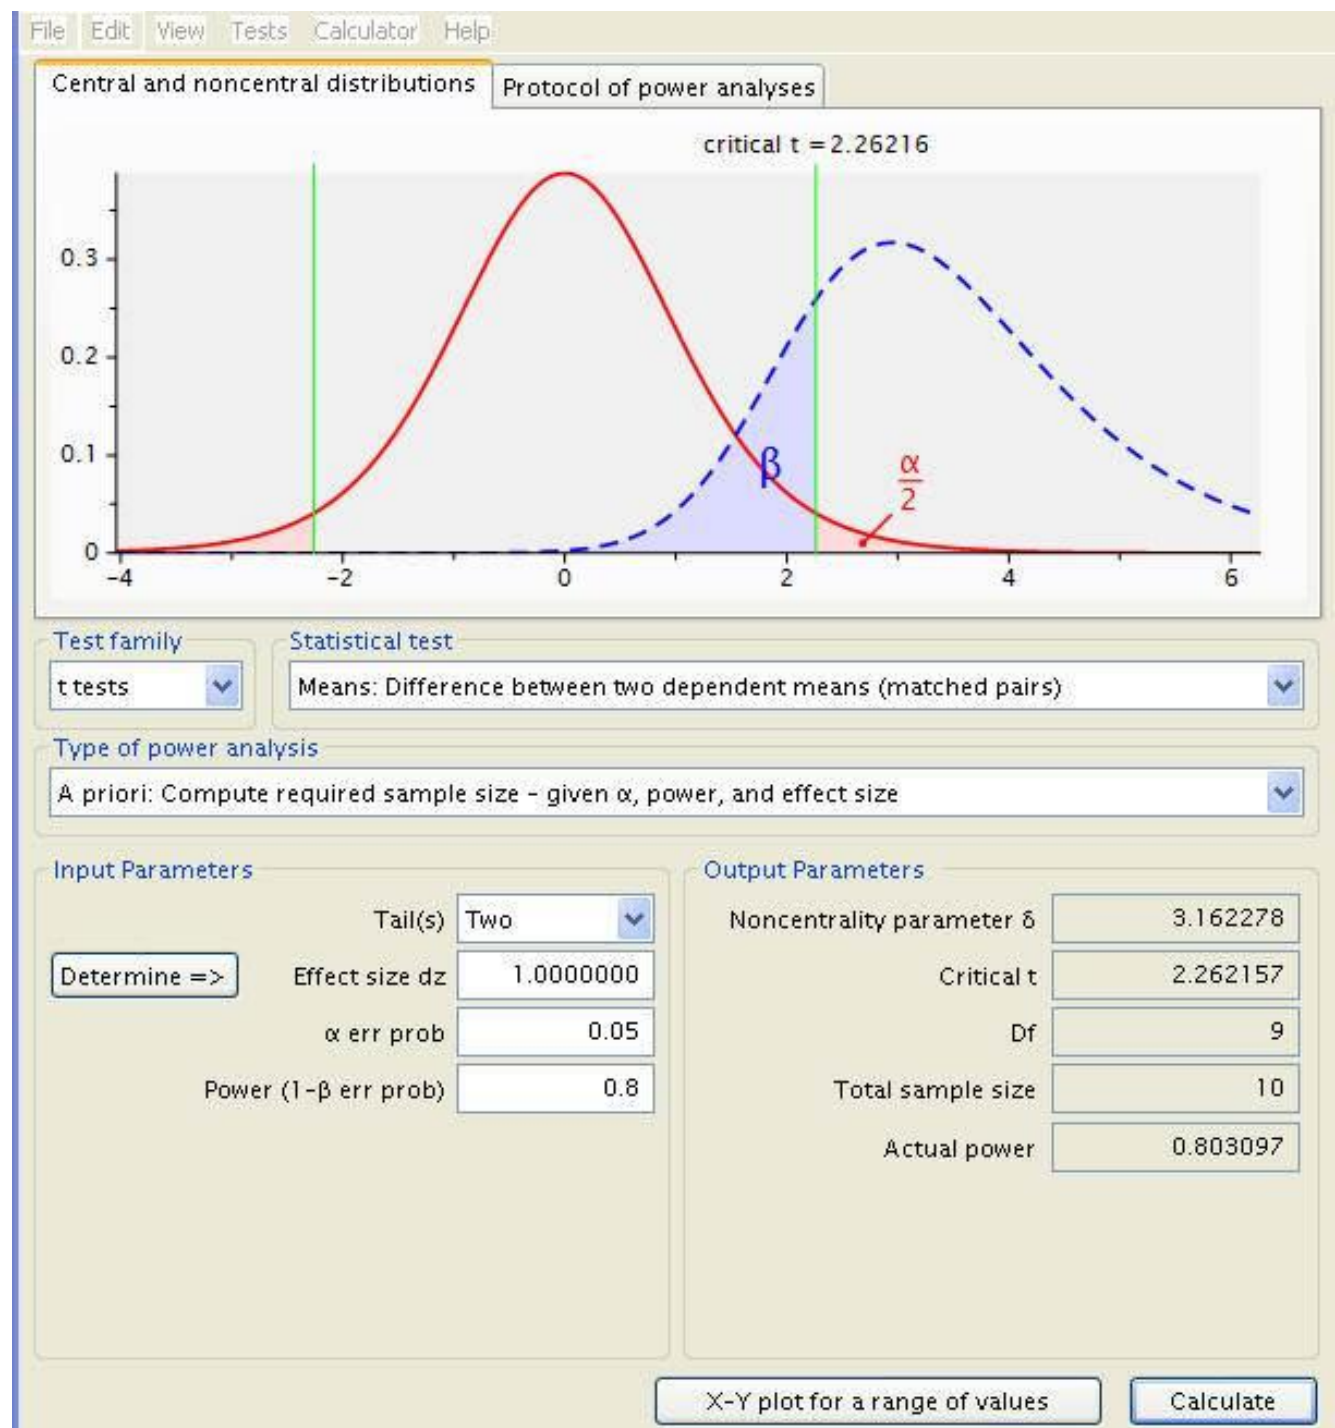 File Edit View Tests Calculator Help
Central and noncentral distributions Protocol of power analyses
critical t = 2.26216
0.3
0.2
0.1
0
β
α
2
-4 -2 0 2 4 6
Test family Statistical test
t tests Means: Difference between two dependent means (matched pairs)
Type of power analysis
A priori: Compute required sample size - given α, power, and effect size
Input Parameters
Tail(s) Two
Determine => Effect size dz 1.0000000
α err prob 0.05
Power (1-β err prob) 0.8
Output Parameters
Noncentrality parameter δ 3.162278
Critical t 2.262157
Df 9
Total sample size 10
Actual power 0.803097
X-Y plot for a range of values Calculate